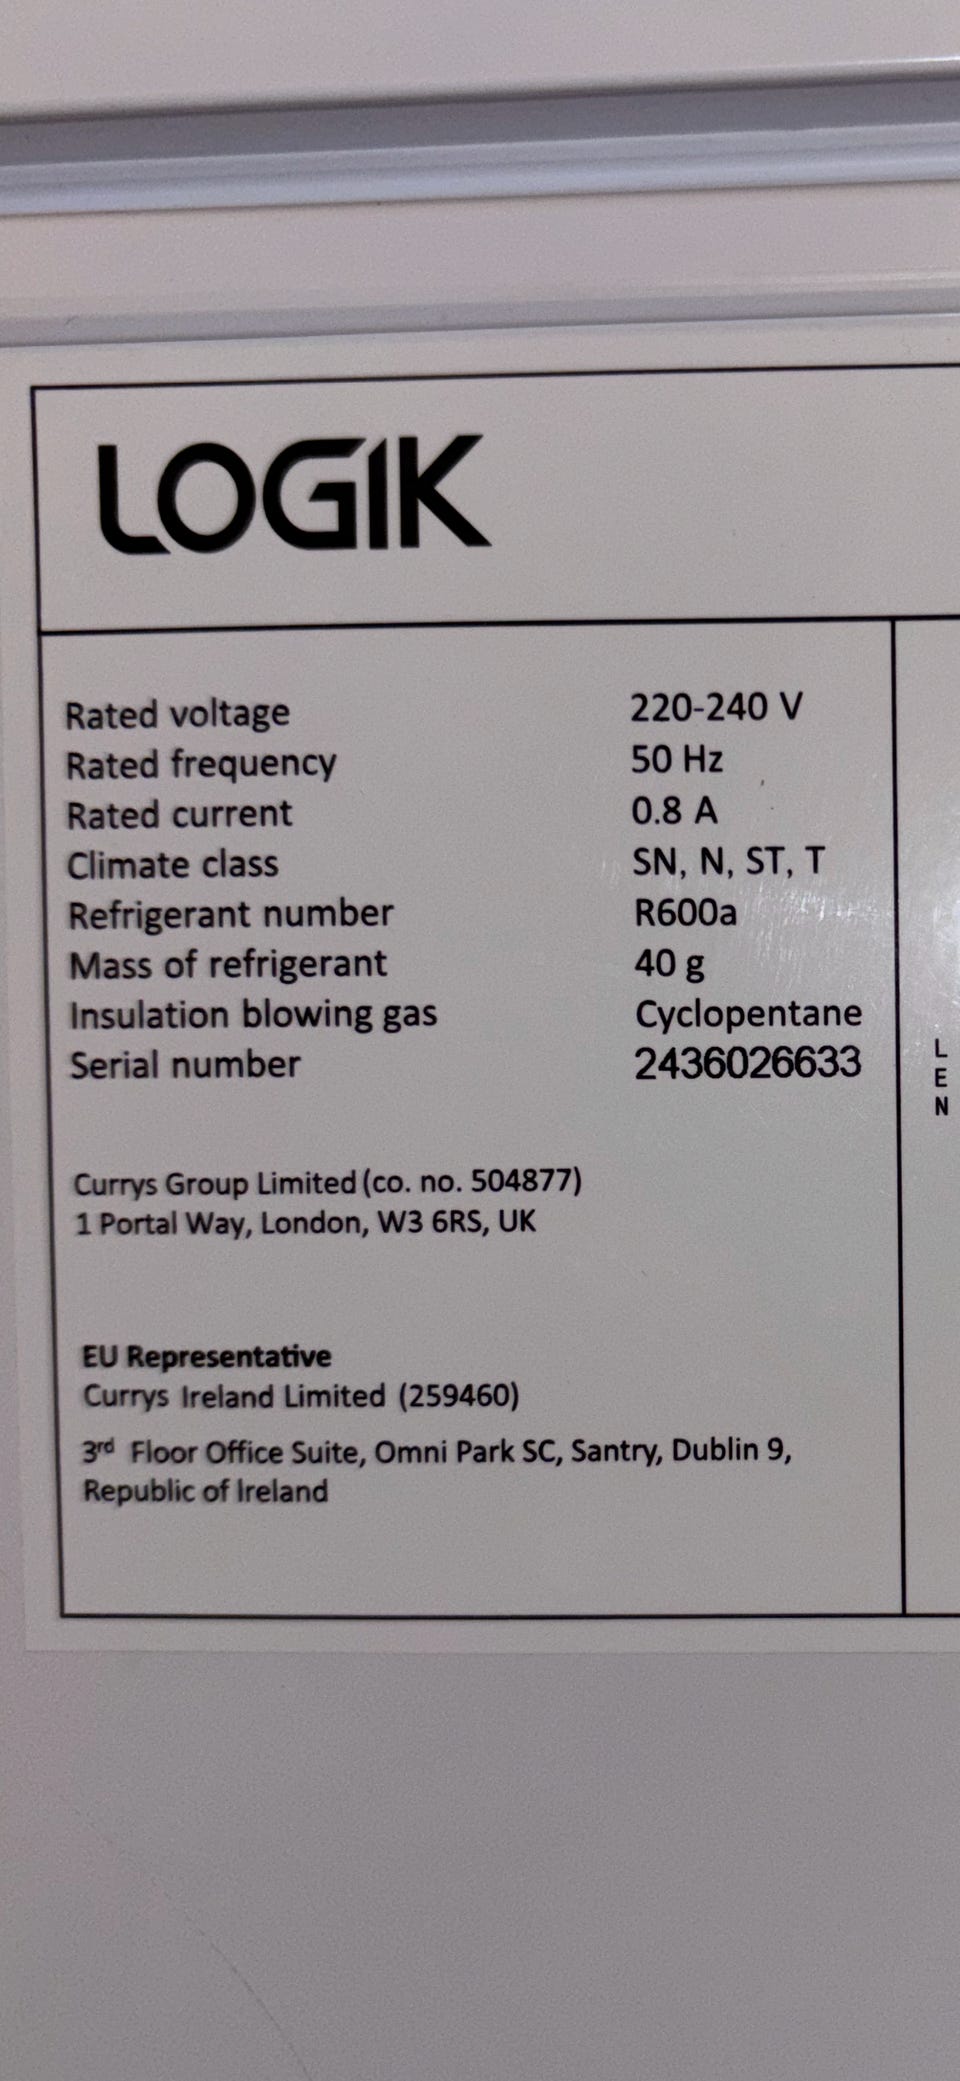 LOGIK
Rated voltage 220-240 V
Rated frequency 50 Hz
Rated current 0.8 A
Climate class SN, N, ST, T
Refrigerant number R600a
Mass of refrigerant 40 g
Insulation blowing gas Cyclopentane
Serial number 2436026633
Currys Group Limited (co. no. 504877)
1 Portal Way, London, W3 6RS, UK
EU Representative
Currys Ireland Limited (259460)
3rd Floor Office Suite, Omni Park SC, Santry, Dublin 9,
Republic of Ireland
L
E
N